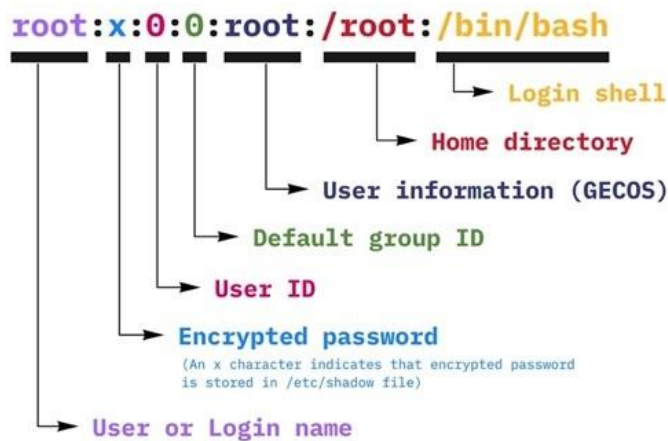 root:x:0:0:root:/root:/bin/bash
Login shell
Home directory
User information (GECOS)
Default group ID
User ID
Encrypted password
(An x character indicates that encrypted password
is stored in /etc/shadow file)
User or Login name